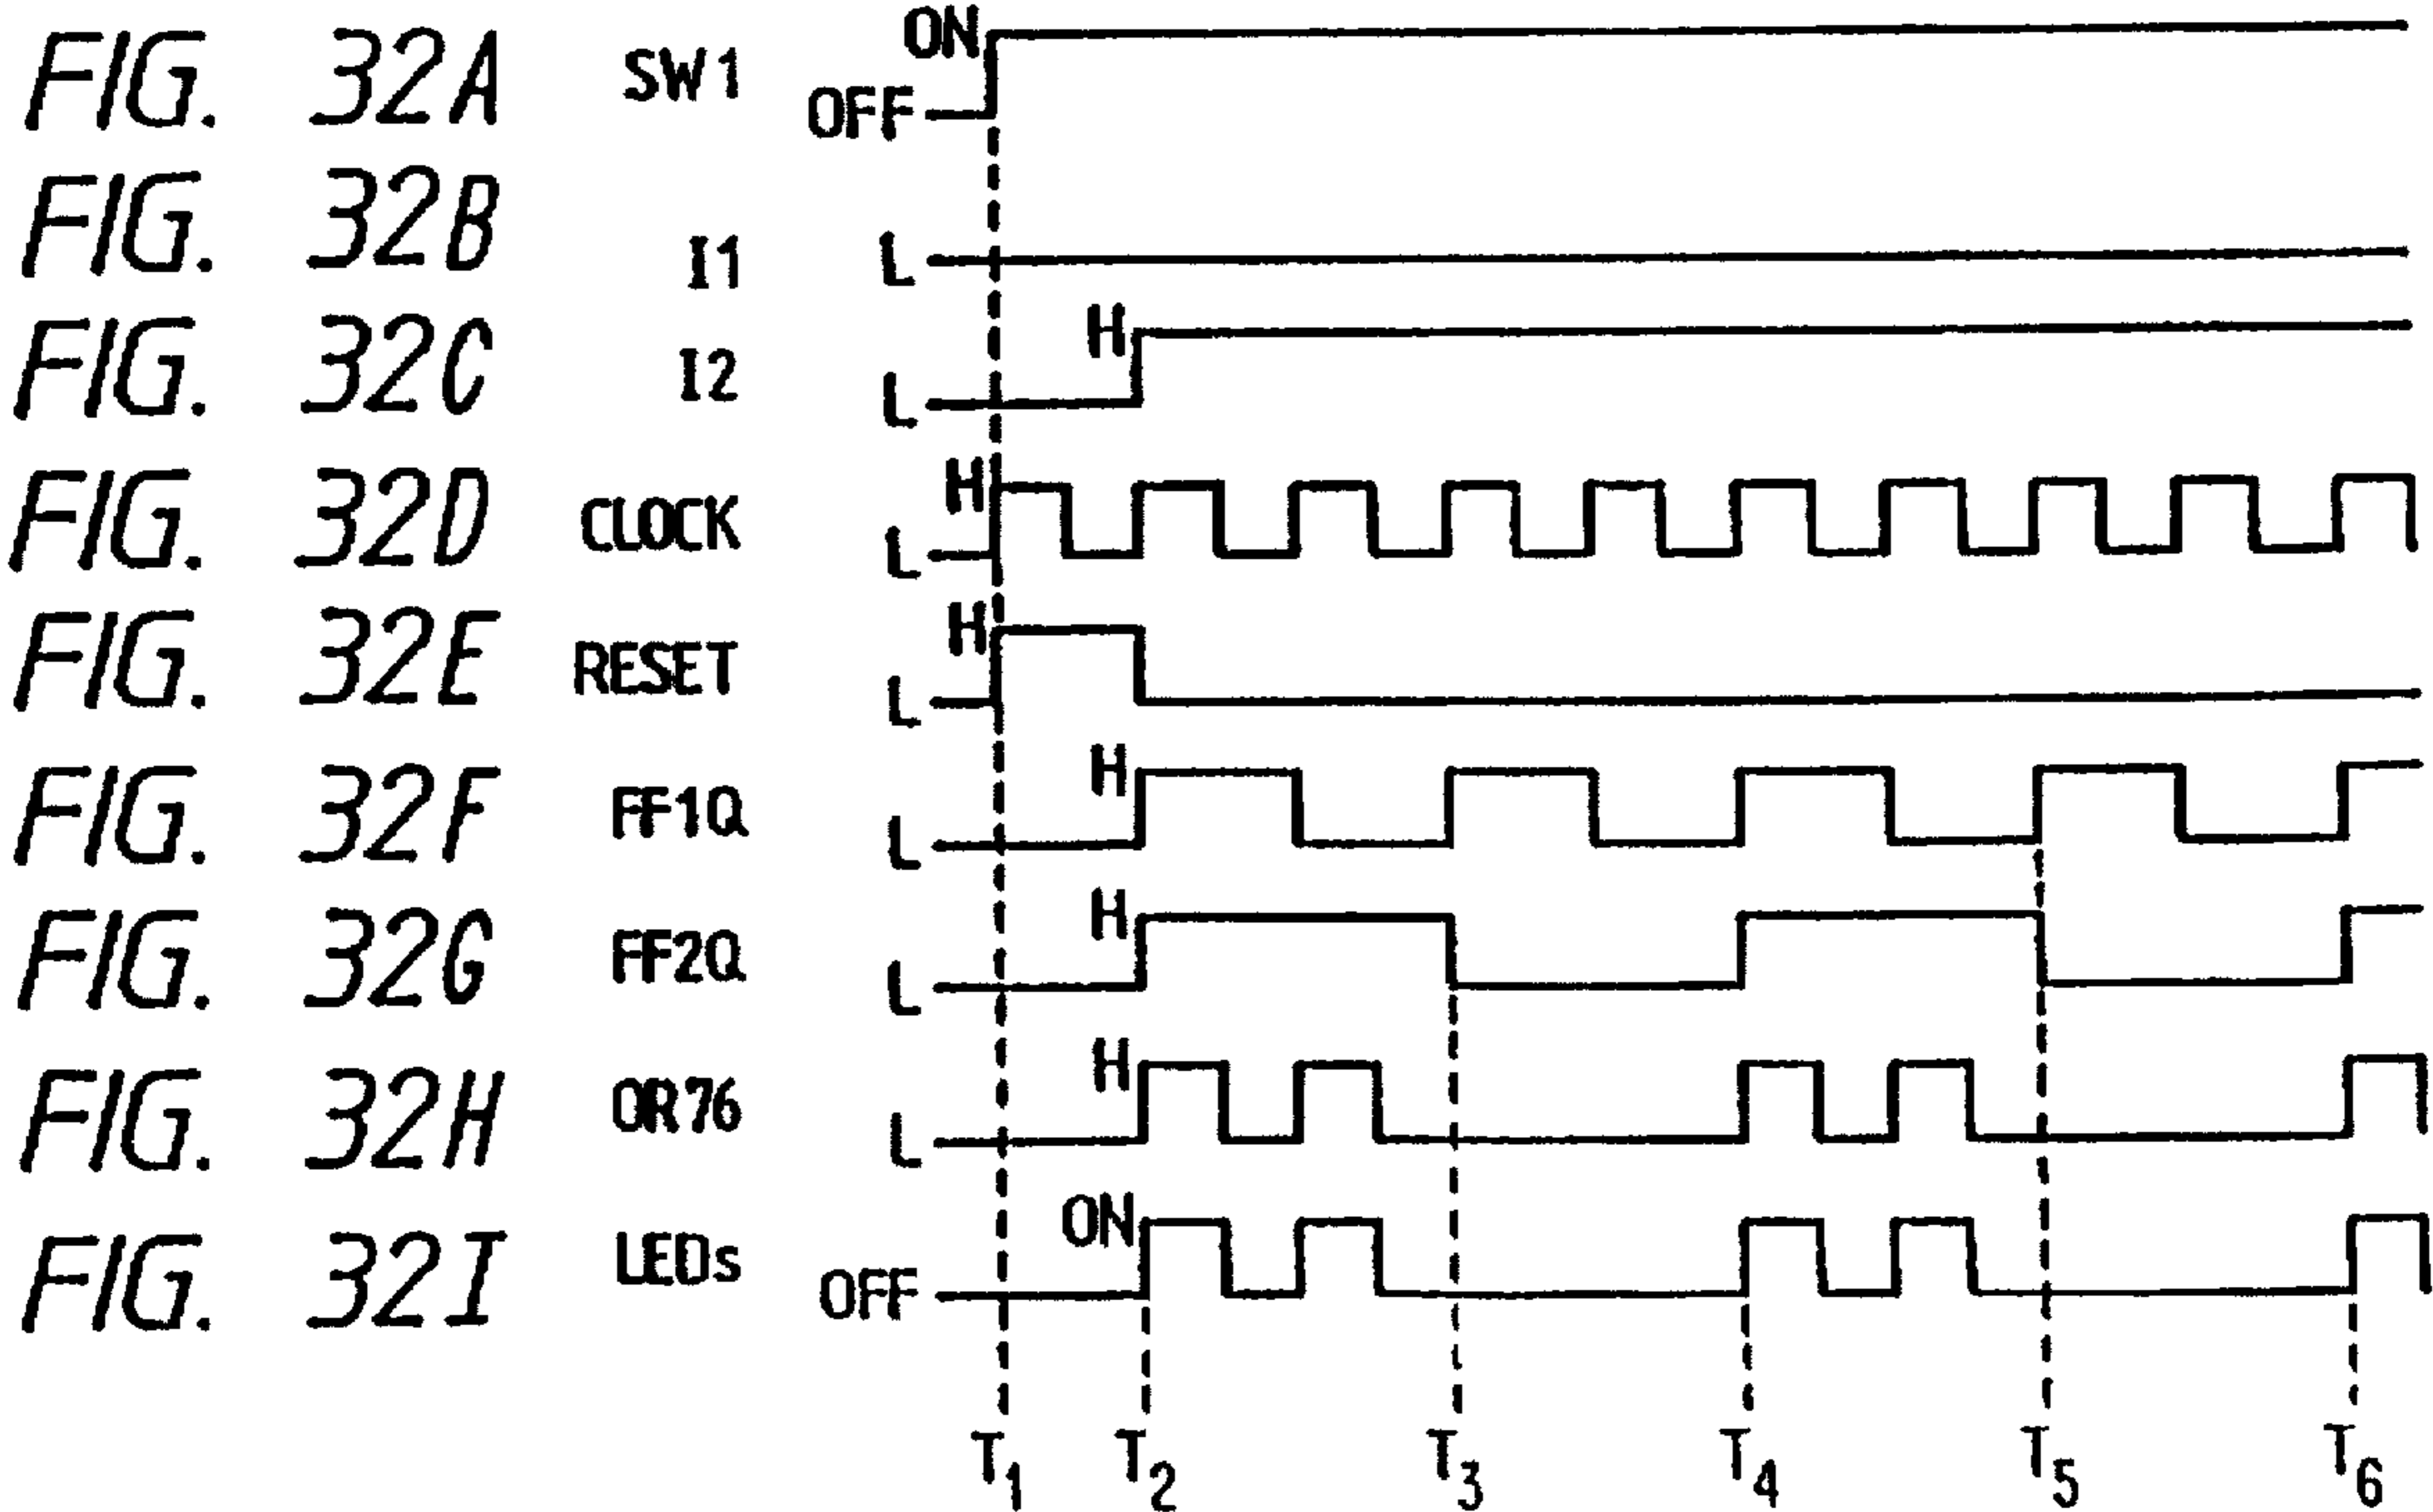 FIG. 32A SW1 ON
OFF
FIG. 32B I1 L
FIG. 32C I2 H
L
FIG. 32D CLOCK H
L
FIG. 32E RESET H
L
FIG. 32F FF1Q H
L
FIG. 32G FF2Q H
L
FIG. 32H OR76 H
L
FIG. 32I LEDs ON
OFF
T1 T2 T3 T4 T5 T6